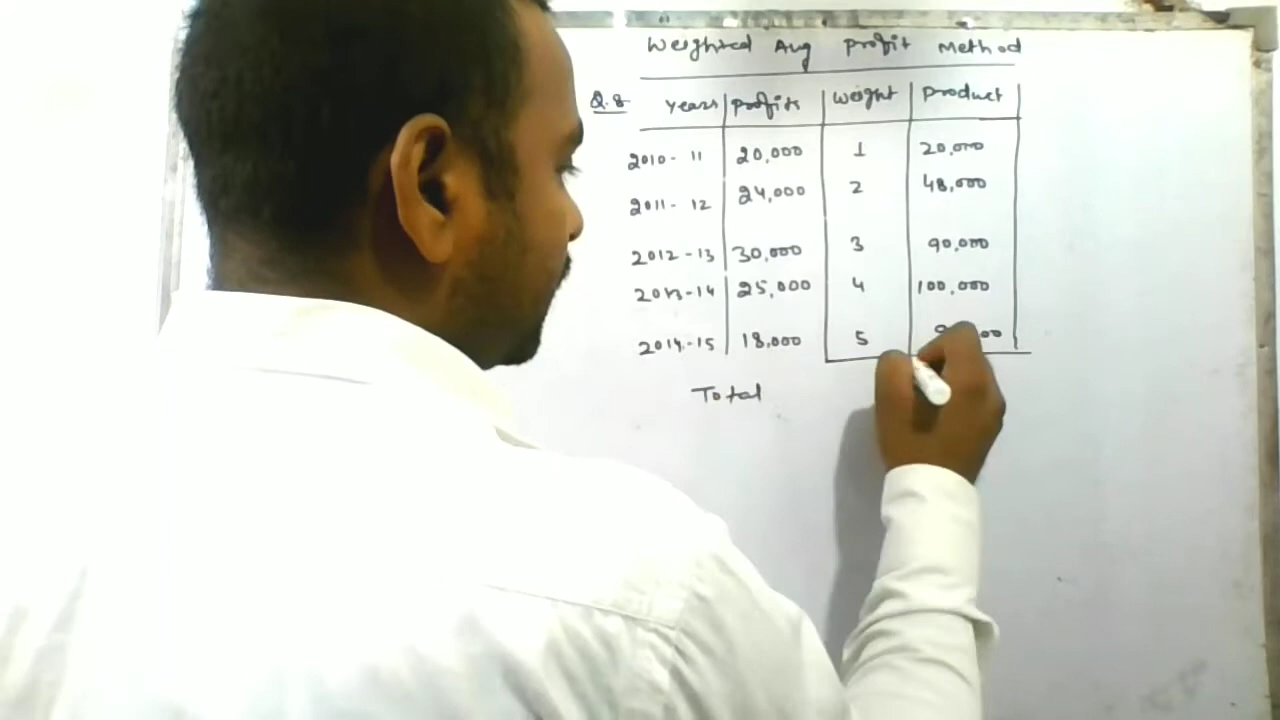 Weighted Avg Profit Method
Q.8 Years Profits Weight Product
2010-11 20,000 1 20,000
2011-12 24,000 2 48,000
2012-13 30,000 3 90,000
2013-14 25,000 4 100,000
2014-15 18,000 5
Total